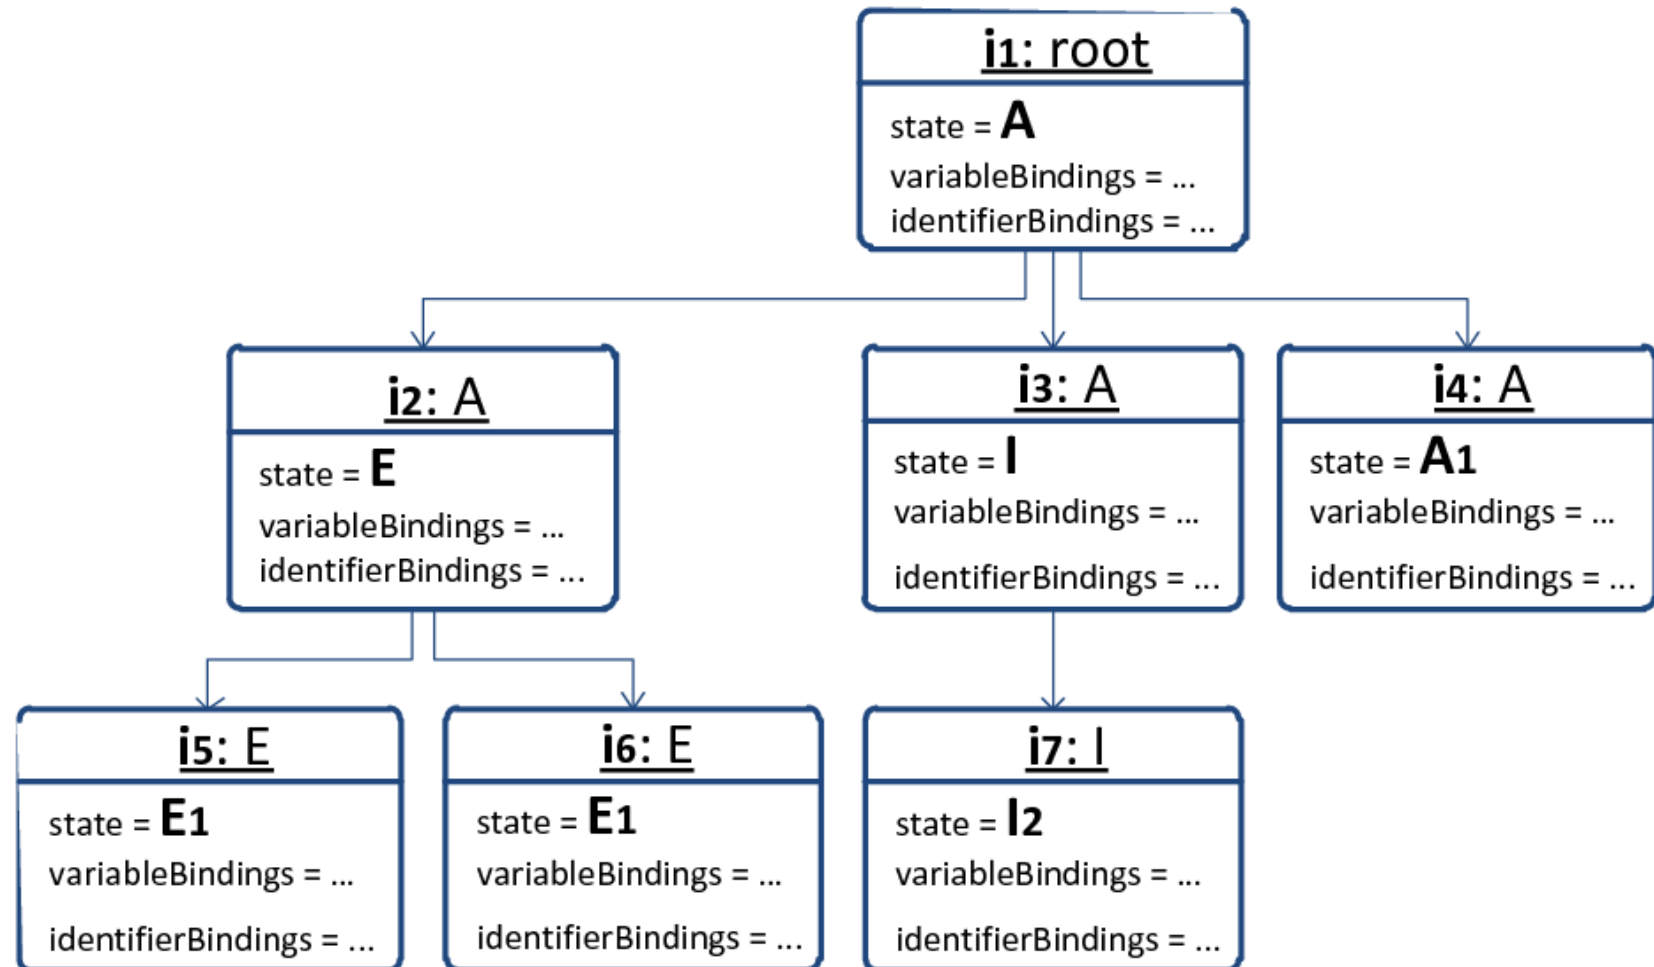 i1: root
state = A
variableBindings = ...
identifierBindings = ...
i2: A
state = E
variableBindings = ...
identifierBindings = ...
i3: A
state = I
variableBindings = ...
identifierBindings = ...
i4: A
state = A1
variableBindings = ...
identifierBindings = ...
i5: E
state = E1
variableBindings = ...
identifierBindings = ...
i6: E
state = E1
variableBindings = ...
identifierBindings = ...
i7: I
state = I2
variableBindings = ...
identifierBindings = ...